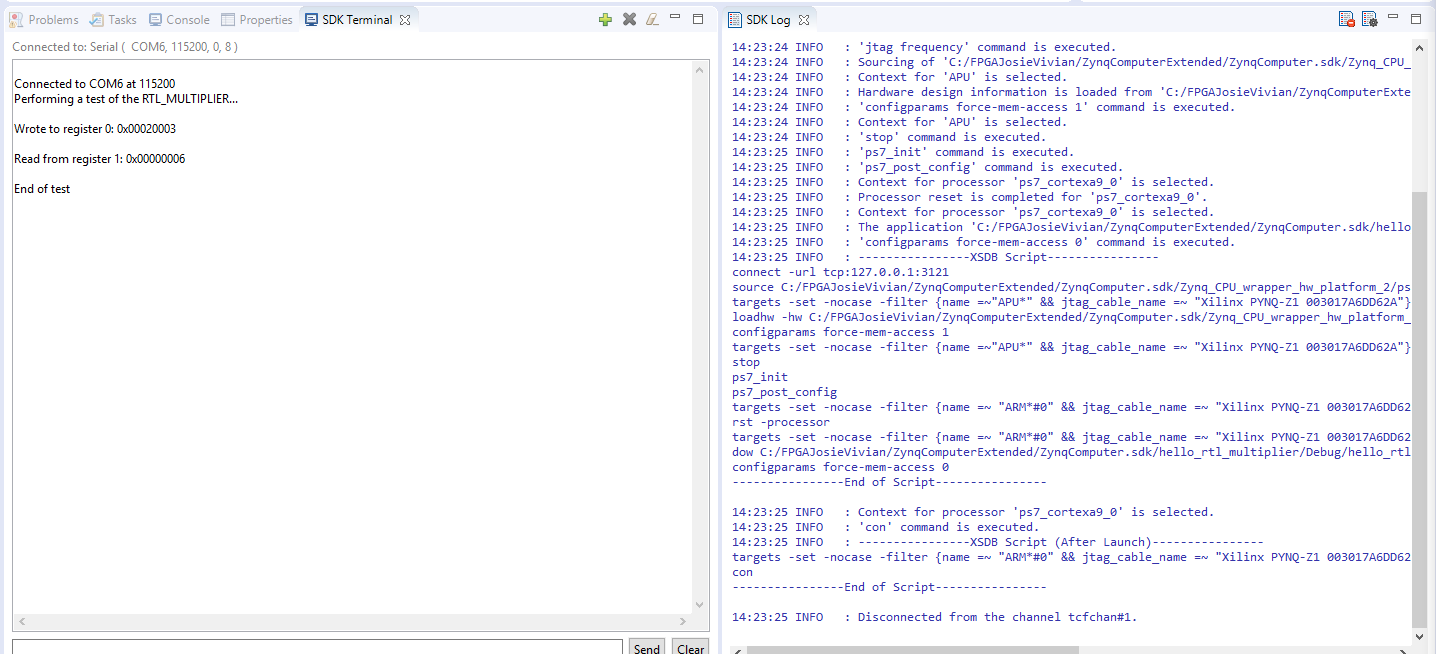 Problems Tasks Console Properties SDK Terminal
Connected to: Serial ( COM6, 115200, 0, 8 )
Connected to COM6 at 115200
Performing a test of the RTL_MULTIPLIER...
Wrote to register 0: 0x00020003
Read from register 1: 0x00000006
End of test
Send Clear
SDK Log
14:23:24 INFO : 'jtag frequency' command is executed.
14:23:24 INFO : Sourcing of 'C:/FPGAJosieVivian/ZynqComputerExtended/ZynqComputer.sdk/Zynq_CPU_
14:23:24 INFO : Context for 'APU' is selected.
14:23:24 INFO : Hardware design information is loaded from 'C:/FPGAJosieVivian/ZynqComputerExte
14:23:24 INFO : 'configparams force-mem-access 1' command is executed.
14:23:24 INFO : Context for 'APU' is selected.
14:23:25 INFO : 'stop' command is executed.
14:23:25 INFO : 'ps7_init' command is executed.
14:23:25 INFO : 'ps7_post_config' command is executed.
14:23:25 INFO : Context for processor 'ps7_cortexa9_0' is selected.
14:23:25 INFO : Processor reset is completed for 'ps7_cortexa9_0'.
14:23:25 INFO : Context for processor 'ps7_cortexa9_0' is selected.
14:23:25 INFO : The application 'C:/FPGAJosieVivian/ZynqComputerExtended/ZynqComputer.sdk/hello
14:23:25 INFO : 'configparams force-mem-access 0' command is executed.
14:23:25 INFO : ----------------XSDB Script----------------
connect -url tcp:127.0.0.1:3121
source C:/FPGAJosieVivian/ZynqComputerExtended/ZynqComputer.sdk/Zynq_CPU_wrapper_hw_platform_2/ps
targets -set -nocase -filter {name =~"APU*" && jtag_cable_name =~ "Xilinx PYNQ-Z1 003017A6DD62A"}
loadhw -hw C:/FPGAJosieVivian/ZynqComputerExtended/ZynqComputer.sdk/Zynq_CPU_wrapper_hw_platform_
configparams force-mem-access 1
targets -set -nocase -filter {name =~"APU*" && jtag_cable_name =~ "Xilinx PYNQ-Z1 003017A6DD62A"}
stop
ps7_init
ps7_post_config
targets -set -nocase -filter {name =~ "ARM*#0" && jtag_cable_name =~ "Xilinx PYNQ-Z1 003017A6DD62
rst -processor
targets -set -nocase -filter {name =~ "ARM*#0" && jtag_cable_name =~ "Xilinx PYNQ-Z1 003017A6DD62
dow C:/FPGAJosieVivian/ZynqComputerExtended/ZynqComputer.sdk/hello_rtl_multiplier/Debug/hello_rtl
configparams force-mem-access 0
----------------End of Script----------------
14:23:25 INFO : Context for processor 'ps7_cortexa9_0' is selected.
14:23:25 INFO : 'con' command is executed.
14:23:25 INFO : ----------------XSDB Script (After Launch)----------------
targets -set -nocase -filter {name =~ "ARM*#0" && jtag_cable_name =~ "Xilinx PYNQ-Z1 003017A6DD62
con
----------------End of Script----------------
14:23:25 INFO : Disconnected from the channel tcfchan#1.